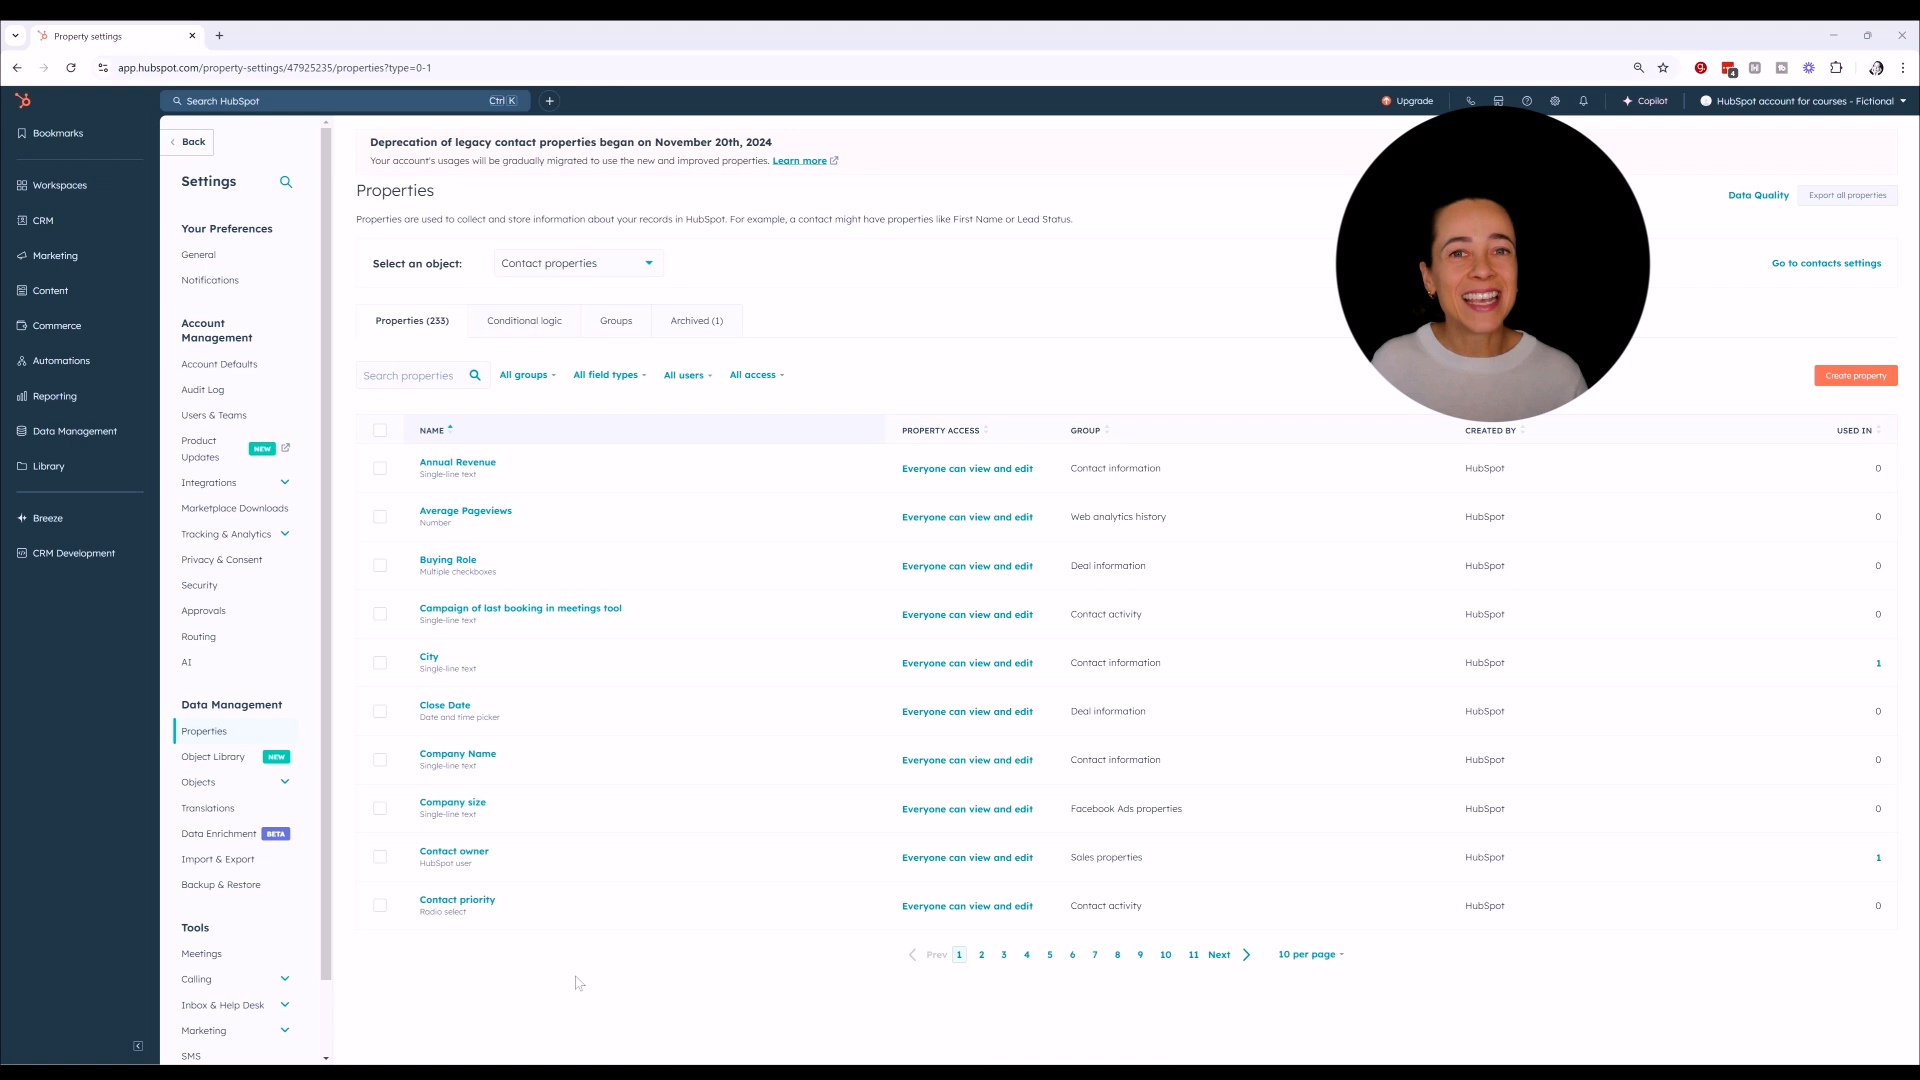 Property settings
app.hubspot.com/property-settings/47925235/properties?type=0-1
Search HubSpot
Ctrl K
Upgrade
Copilot
HubSpot account for courses - Fictional
Bookmarks
Workspaces
CRM
Marketing
Content
Commerce
Automations
Reporting
Data Management
Library
Breeze
CRM Development
Back
Settings
Your Preferences
General
Notifications
Account
Management
Account Defaults
Audit Log
Users & Teams
Product
Updates
NEW
Integrations
Marketplace Downloads
Tracking & Analytics
Privacy & Consent
Security
Approvals
Routing
AI
Data Management
Properties
Object Library NEW
Objects
Translations
Data Enrichment BETA
Import & Export
Backup & Restore
Tools
Meetings
Calling
Inbox & Help Desk
Marketing
SMS
Deprecation of legacy contact properties began on November 20th, 2024
Your account's usages will be gradually migrated to use the new and improved properties. Learn more
Properties
Data Quality
Export all properties
Properties are used to collect and store information about your records in HubSpot. For example, a contact might have properties like First Name or Lead Status.
Select an object:
Contact properties
Go to contacts settings
Properties (233)
Conditional logic
Groups
Archived (1)
Search properties
All groups
All field types
All users
All access
Create property
NAME PROPERTY ACCESS GROUP CREATED BY USED IN
Annual Revenue
Single-line text
Everyone can view and edit Contact information HubSpot 0
Average Pageviews
Number
Everyone can view and edit Web analytics history HubSpot 0
Buying Role
Multiple checkboxes
Everyone can view and edit Deal information HubSpot 0
Campaign of last booking in meetings tool
Single-line text
Everyone can view and edit Contact activity HubSpot 0
City
Single-line text
Everyone can view and edit Contact information HubSpot 1
Close Date
Date and time picker
Everyone can view and edit Deal information HubSpot 0
Company Name
Single-line text
Everyone can view and edit Contact information HubSpot 0
Company size
Single-line text
Everyone can view and edit Facebook Ads properties HubSpot 0
Contact owner
HubSpot user
Everyone can view and edit Sales properties HubSpot 1
Contact priority
Radio select
Everyone can view and edit Contact activity HubSpot 0
Prev 1 2 3 4 5 6 7 8 9 10 11 Next
10 per page